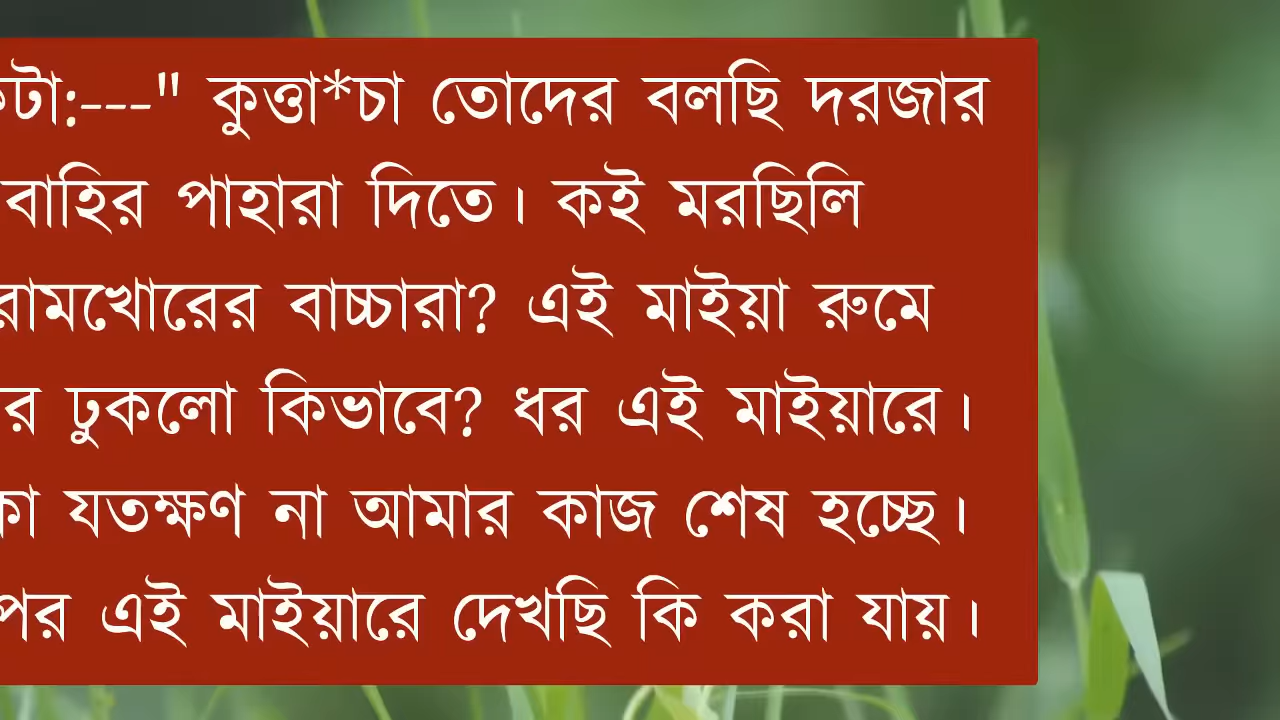 টা:---" কুত্তা*চা তোদের বলছি দরজার
বাহির পাহারা দিতে। কই মরছিলি
রামখোরের বাচ্চারা? এই মাইয়া রুমে
র ঢুকলো কিভাবে? ধর এই মাইয়ারে।
কা যতক্ষণ না আমার কাজ শেষ হচ্ছে।
পর এই মাইয়ারে দেখছি কি করা যায়।